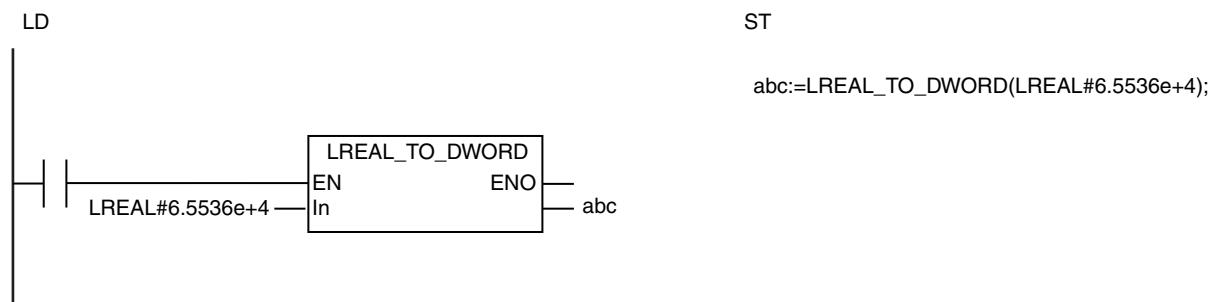 LD
ST
abc:=LREAL_TO_DWORD(LREAL#6.5536e+4);
LREAL_TO_DWORD
EN ENO
LREAL#6.5536e+4 In abc